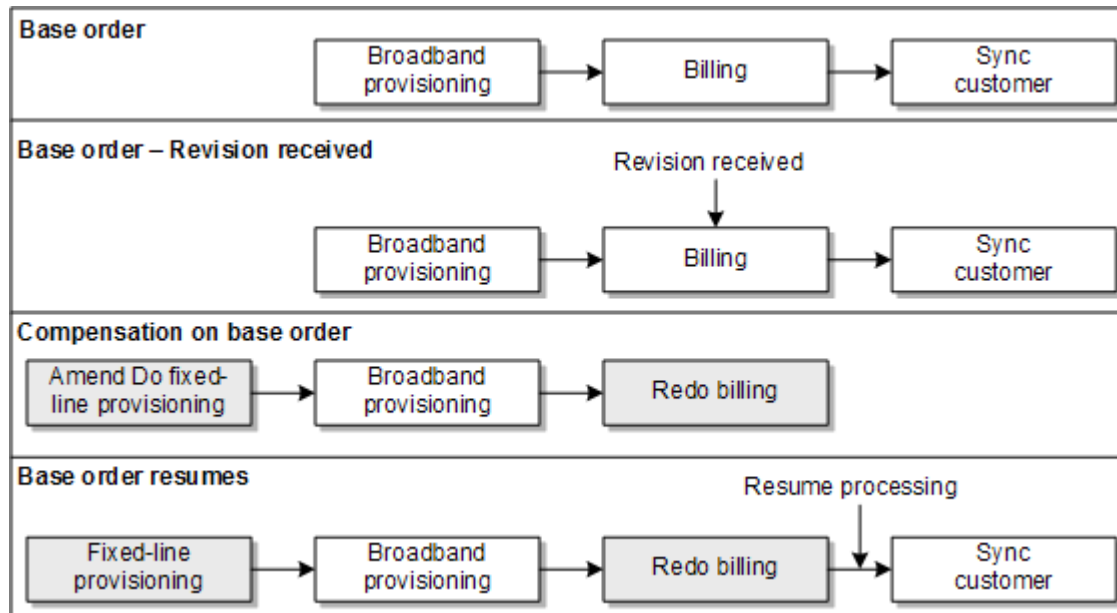 Base order
Broadband
provisioning
Billing
Sync
customer
Base order – Revision received
Revision received
Broadband
provisioning
Billing
Sync
customer
Compensation on base order
Amend Do fixed-
line provisioning
Broadband
provisioning
Redo billing
Base order resumes
Resume processing
Fixed-line
provisioning
Broadband
provisioning
Redo billing
Sync
customer